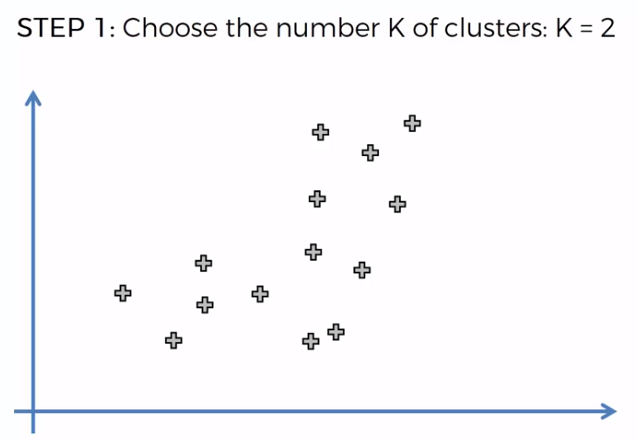 STEP 1: Choose the number K of clusters: K = 2